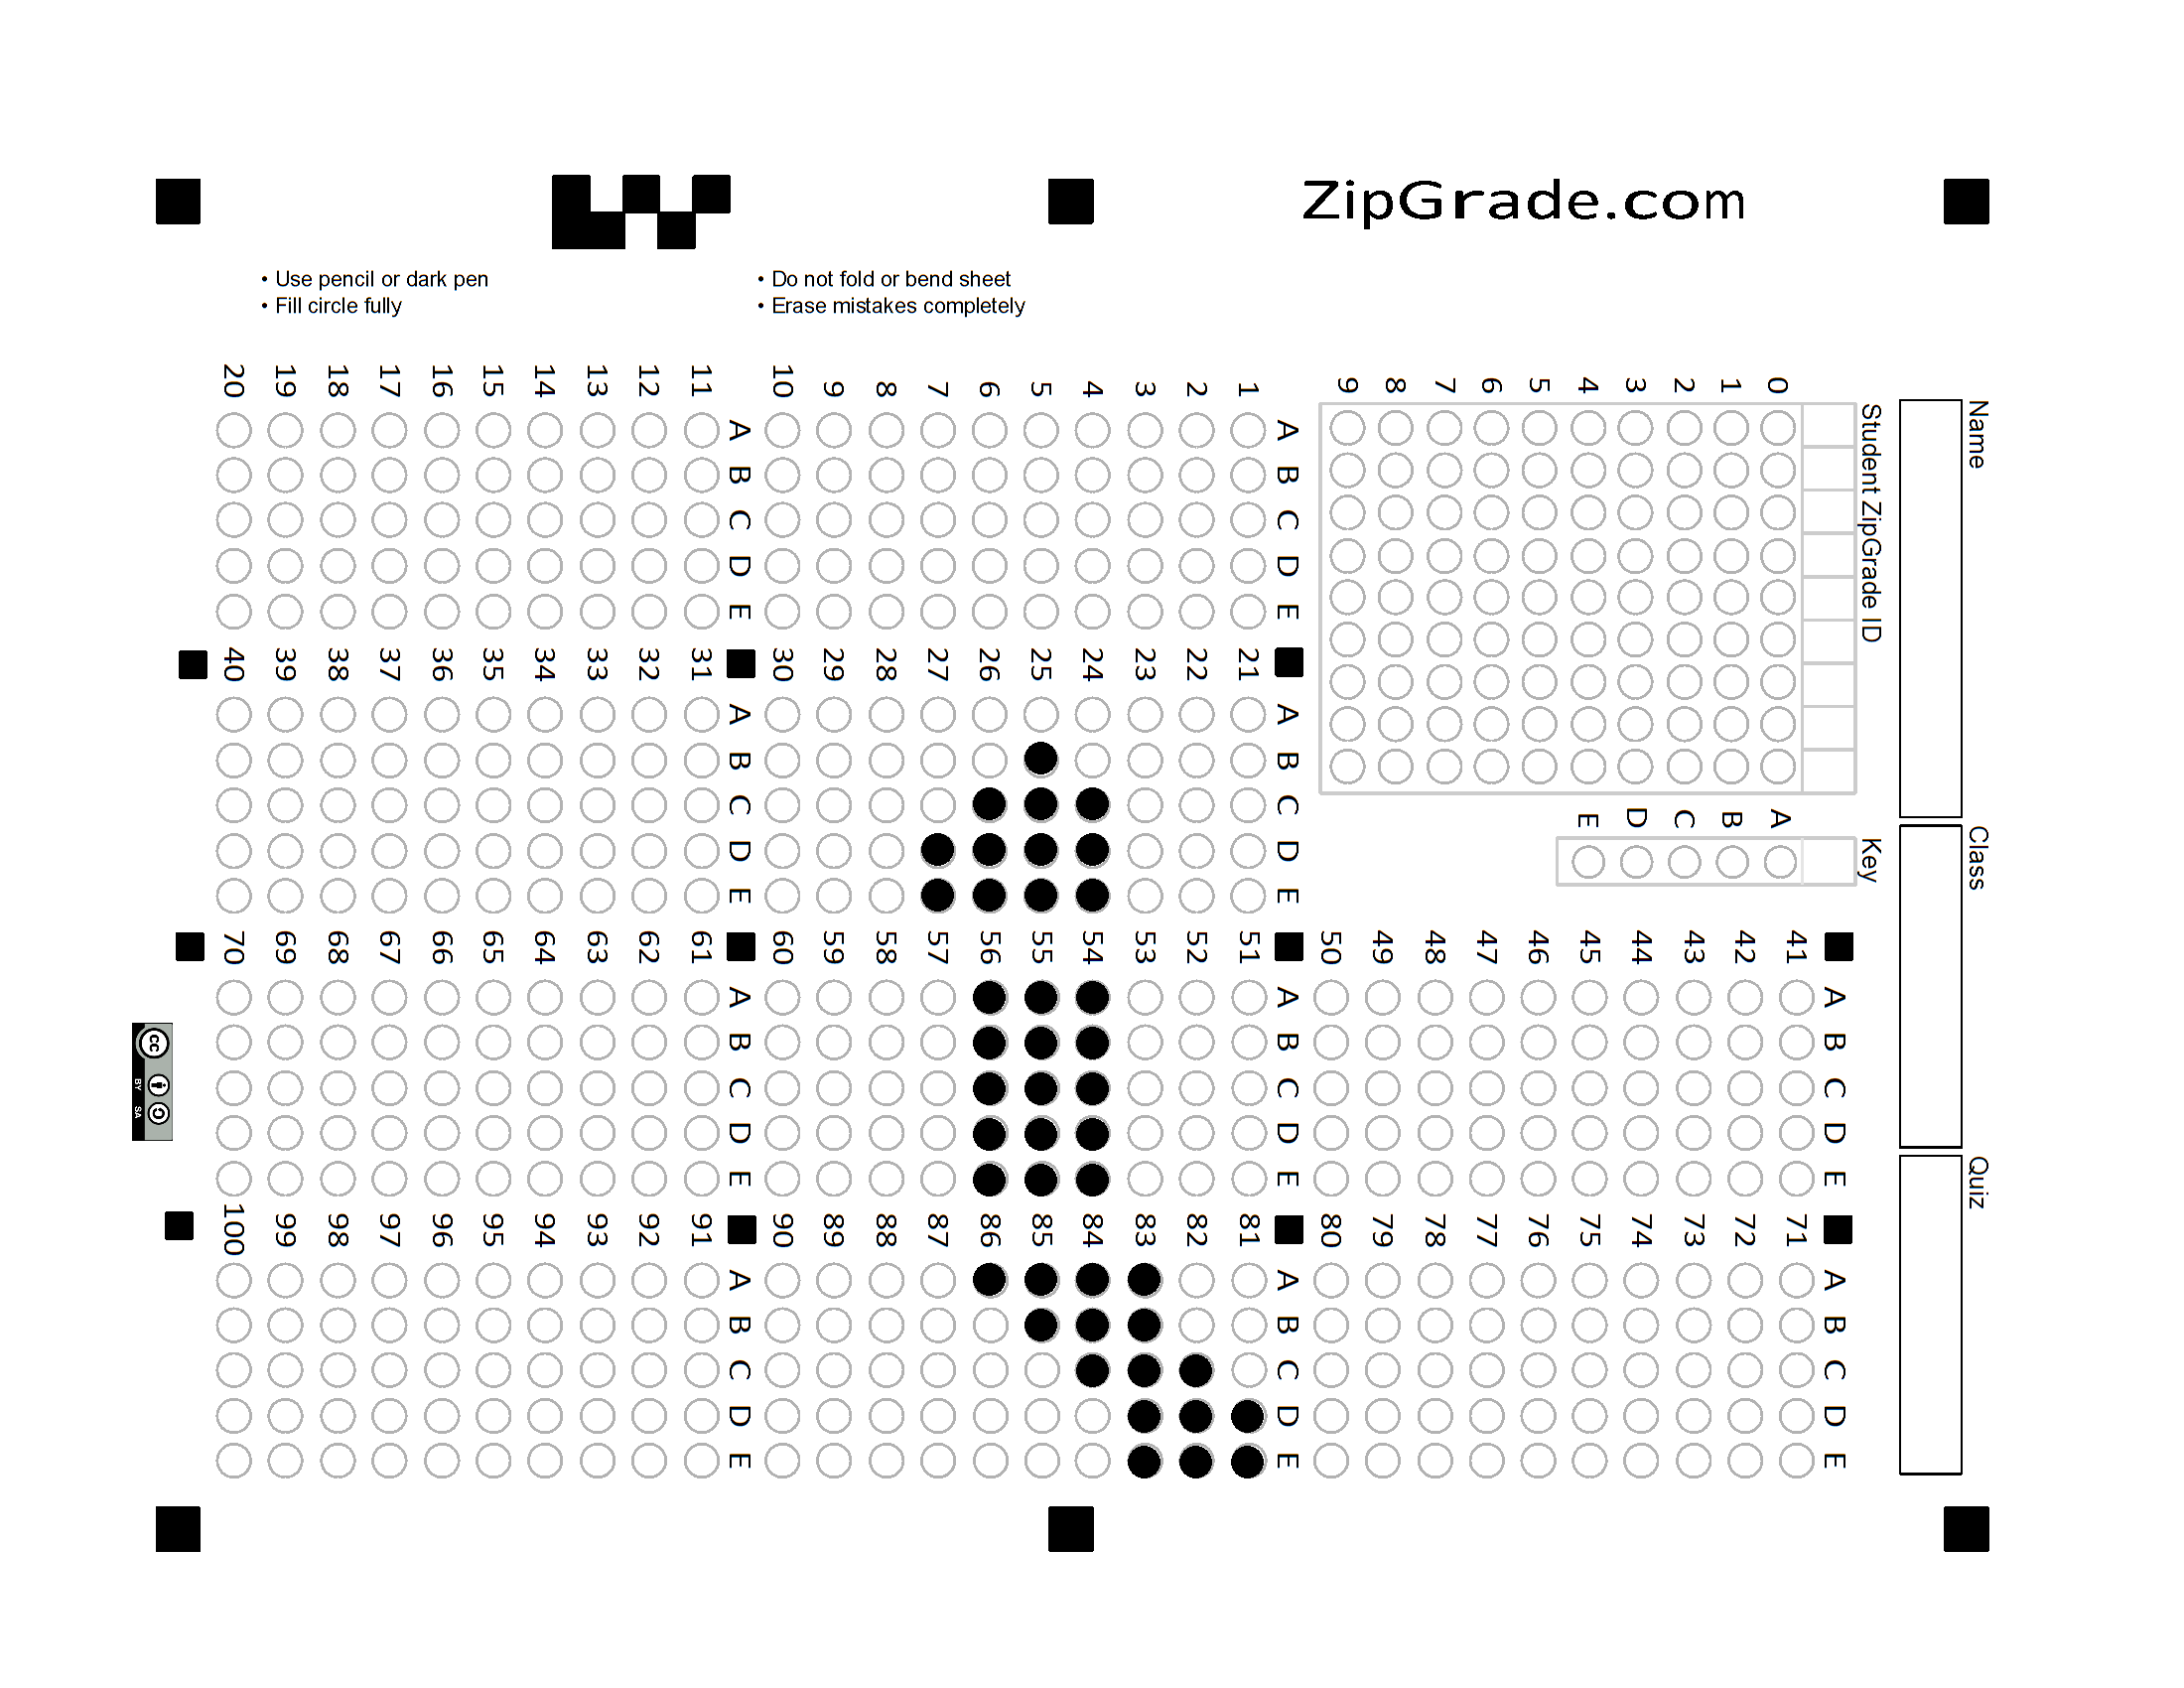 ZipGrade.com
• Use pencil or dark pen
• Fill circle fully
• Do not fold or bend sheet
• Erase mistakes completely
Name
Class
Quiz
Student ZipGrade ID
0 1 2 3 4 5 6 7 8 9
Key
A B C D E
1 2 3 4 5 6 7 8 9 10
A B C D E
11 12 13 14 15 16 17 18 19 20
A B C D E
21 22 23 24 25 26 27 28 29 30
A B C D E
31 32 33 34 35 36 37 38 39 40
A B C D E
41 42 43 44 45 46 47 48 49 50
A B C D E
51 52 53 54 55 56 57 58 59 60
A B C D E
61 62 63 64 65 66 67 68 69 70
A B C D E
71 72 73 74 75 76 77 78 79 80
A B C D E
81 82 83 84 85 86 87 88 89 90
A B C D E
91 92 93 94 95 96 97 98 99 100
A B C D E
cc
BY SA